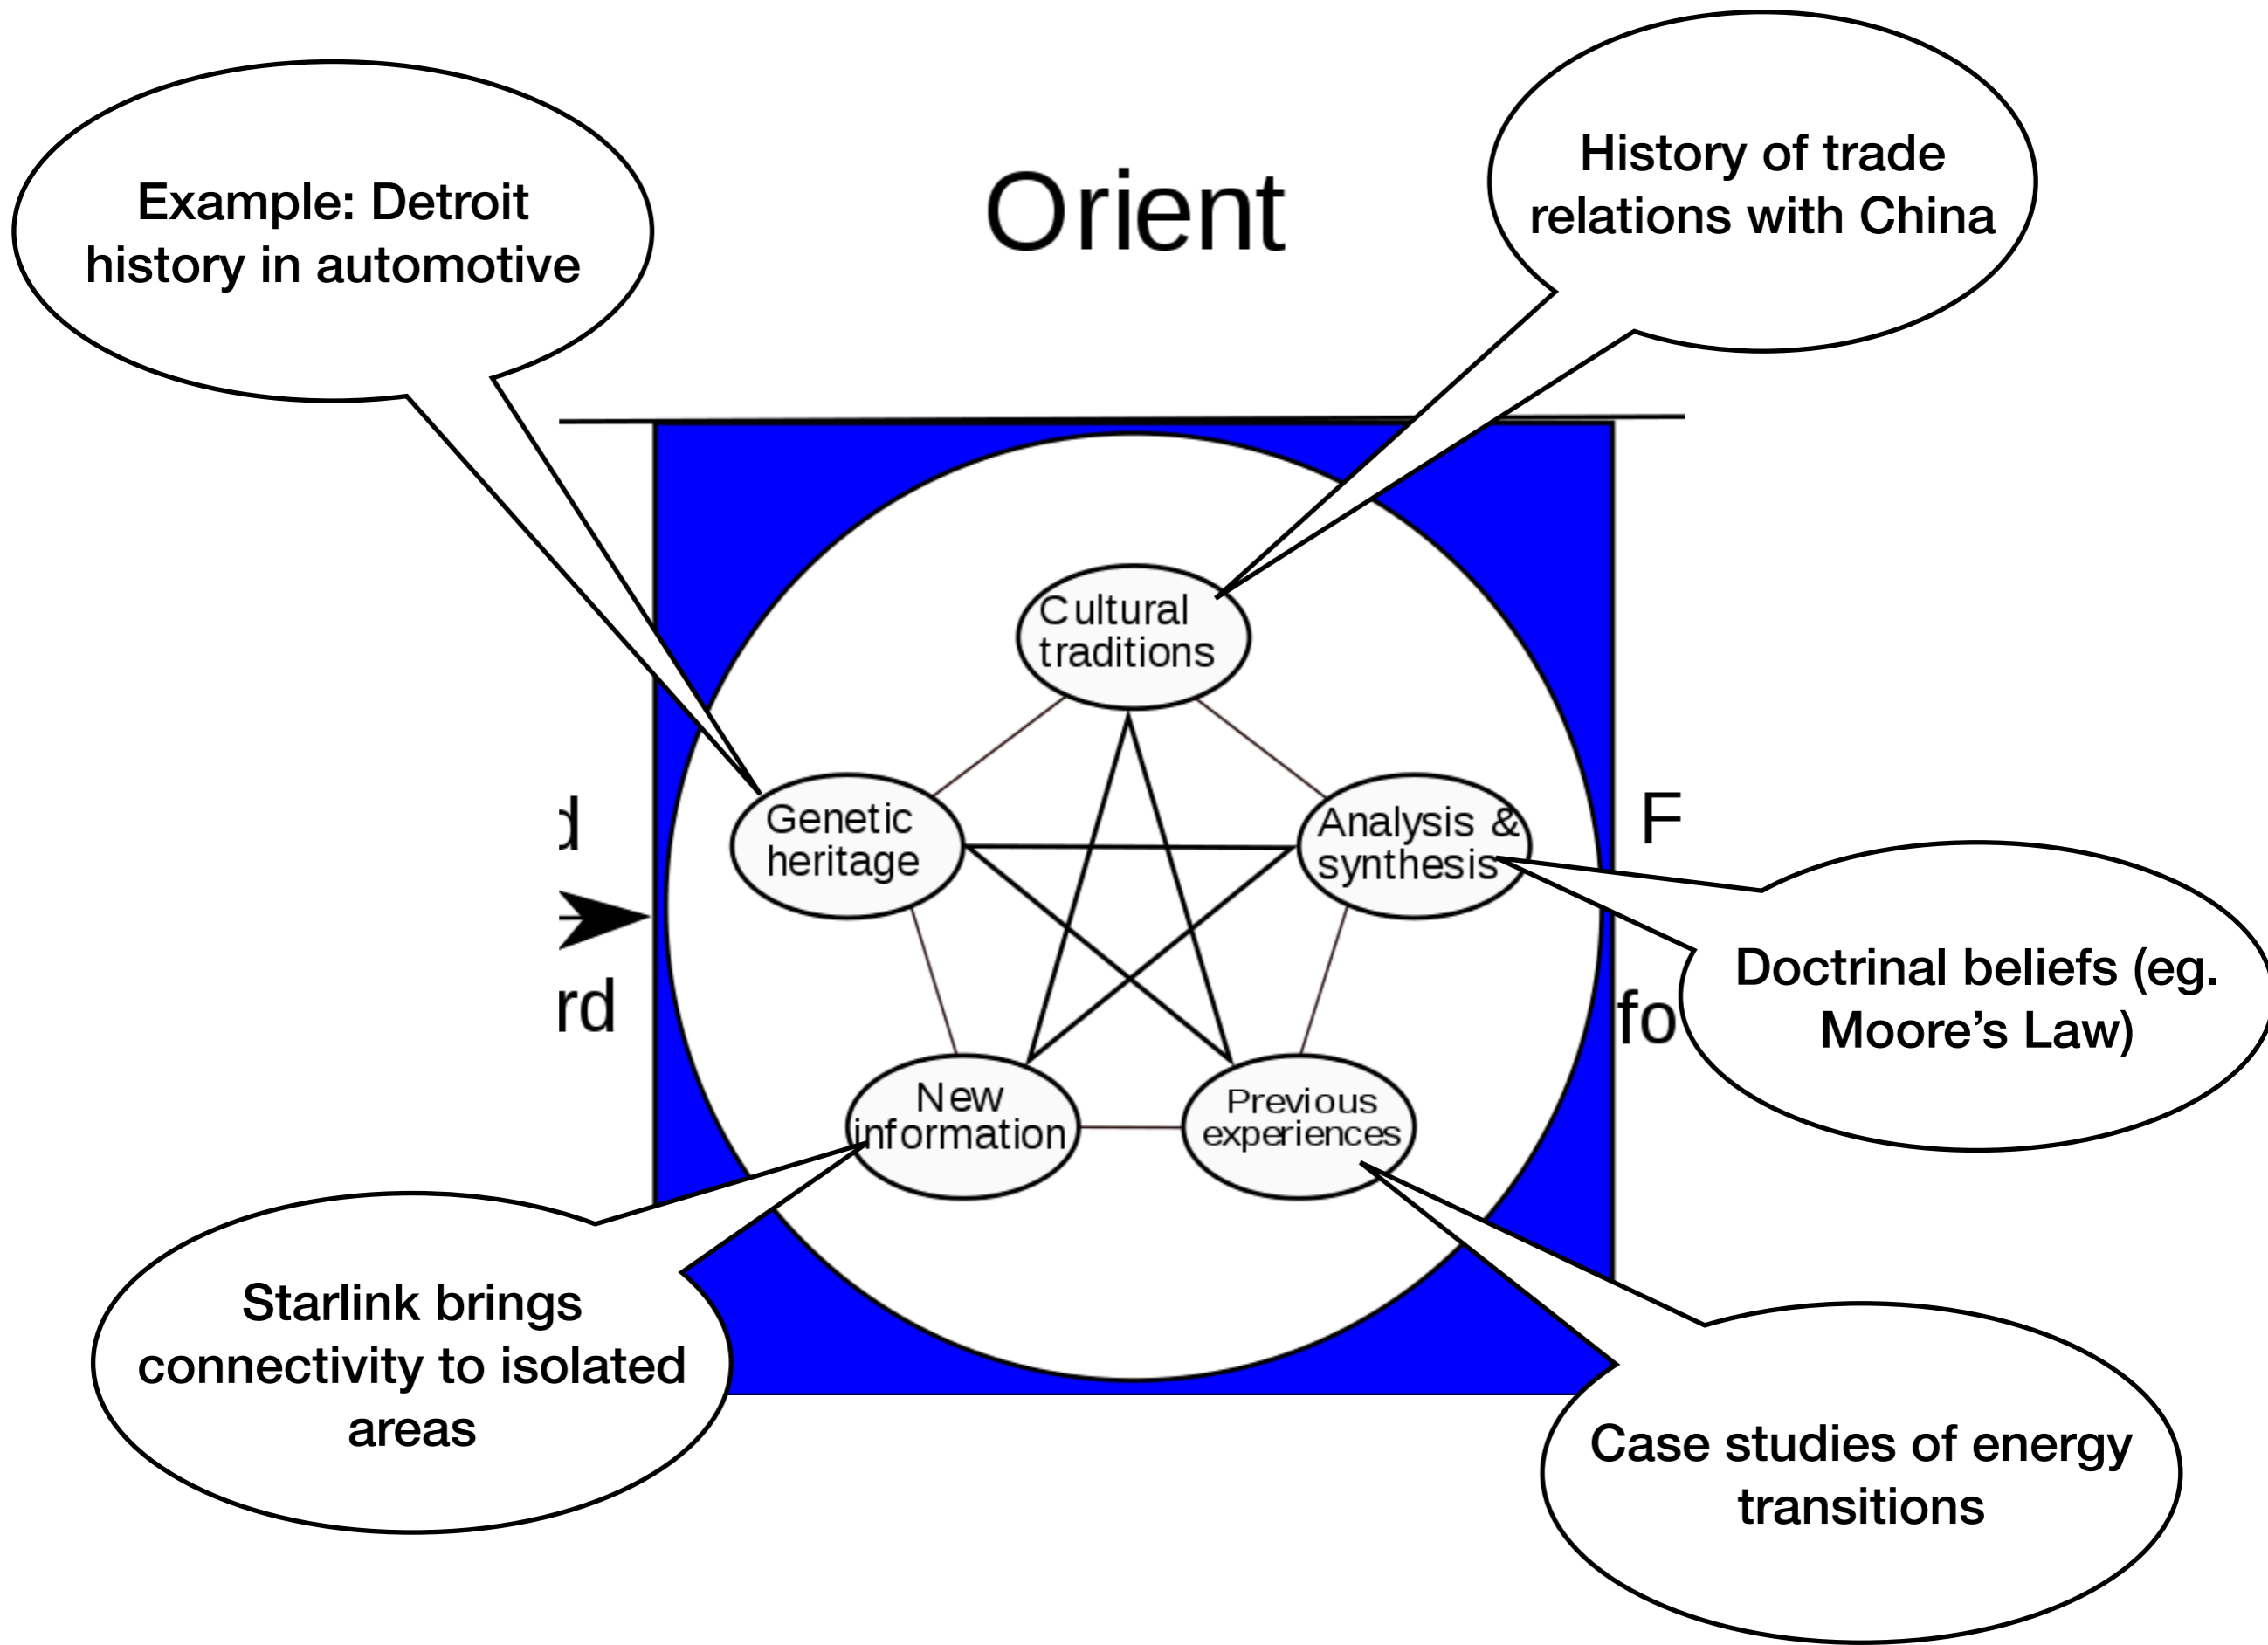 Example: Detroit
history in automotive
Orient
History of trade
relations with China
Cultural
traditions
Genetic
heritage
Analysis &
synthesis
d
F
rd
fo
Doctrinal beliefs (eg.
Moore’s Law)
New
information
Previous
experiences
Starlink brings
connectivity to isolated
areas
Case studies of energy
transitions